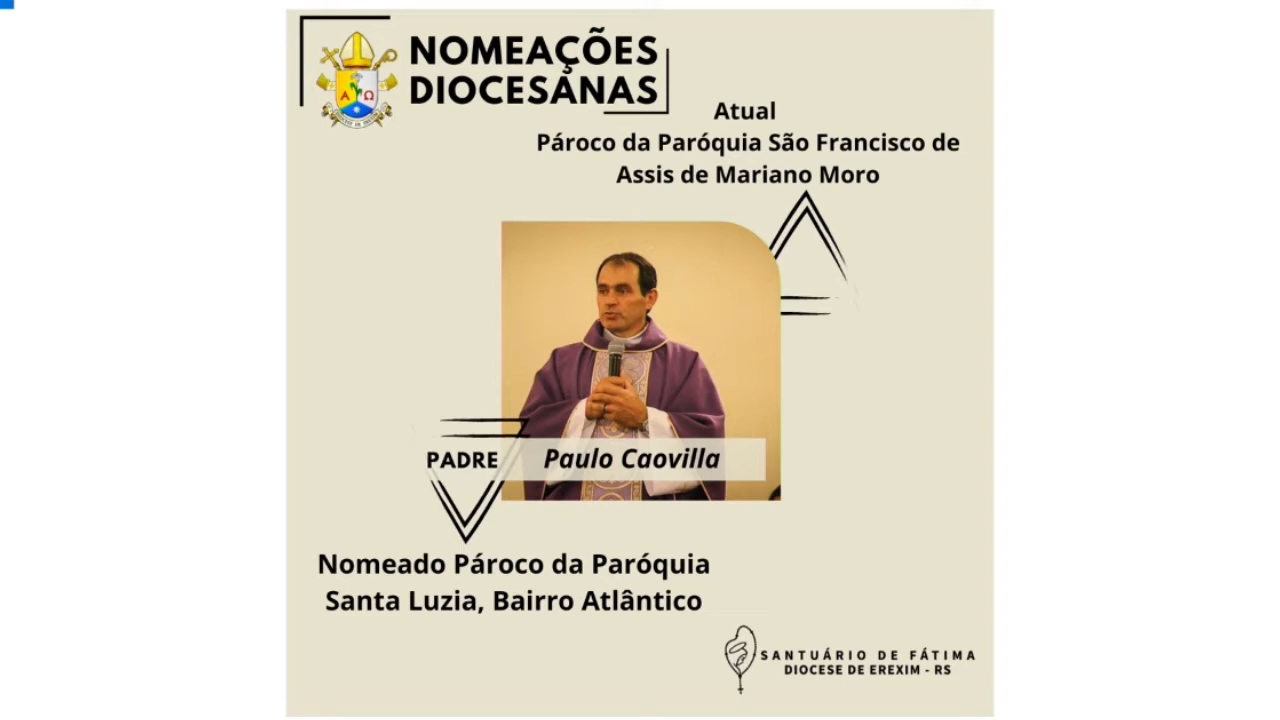 NOMEAÇÕES
DIOCESANAS
Atual
Pároco da Paróquia São Francisco de
Assis de Mariano Moro
PADRE
Paulo Caovilla
Nomeado Pároco da Paróquia
Santa Luzia, Bairro Atlântico
SANTUÁRIO DE FÁTIMA
DIOCESE DE EREXIM - RS